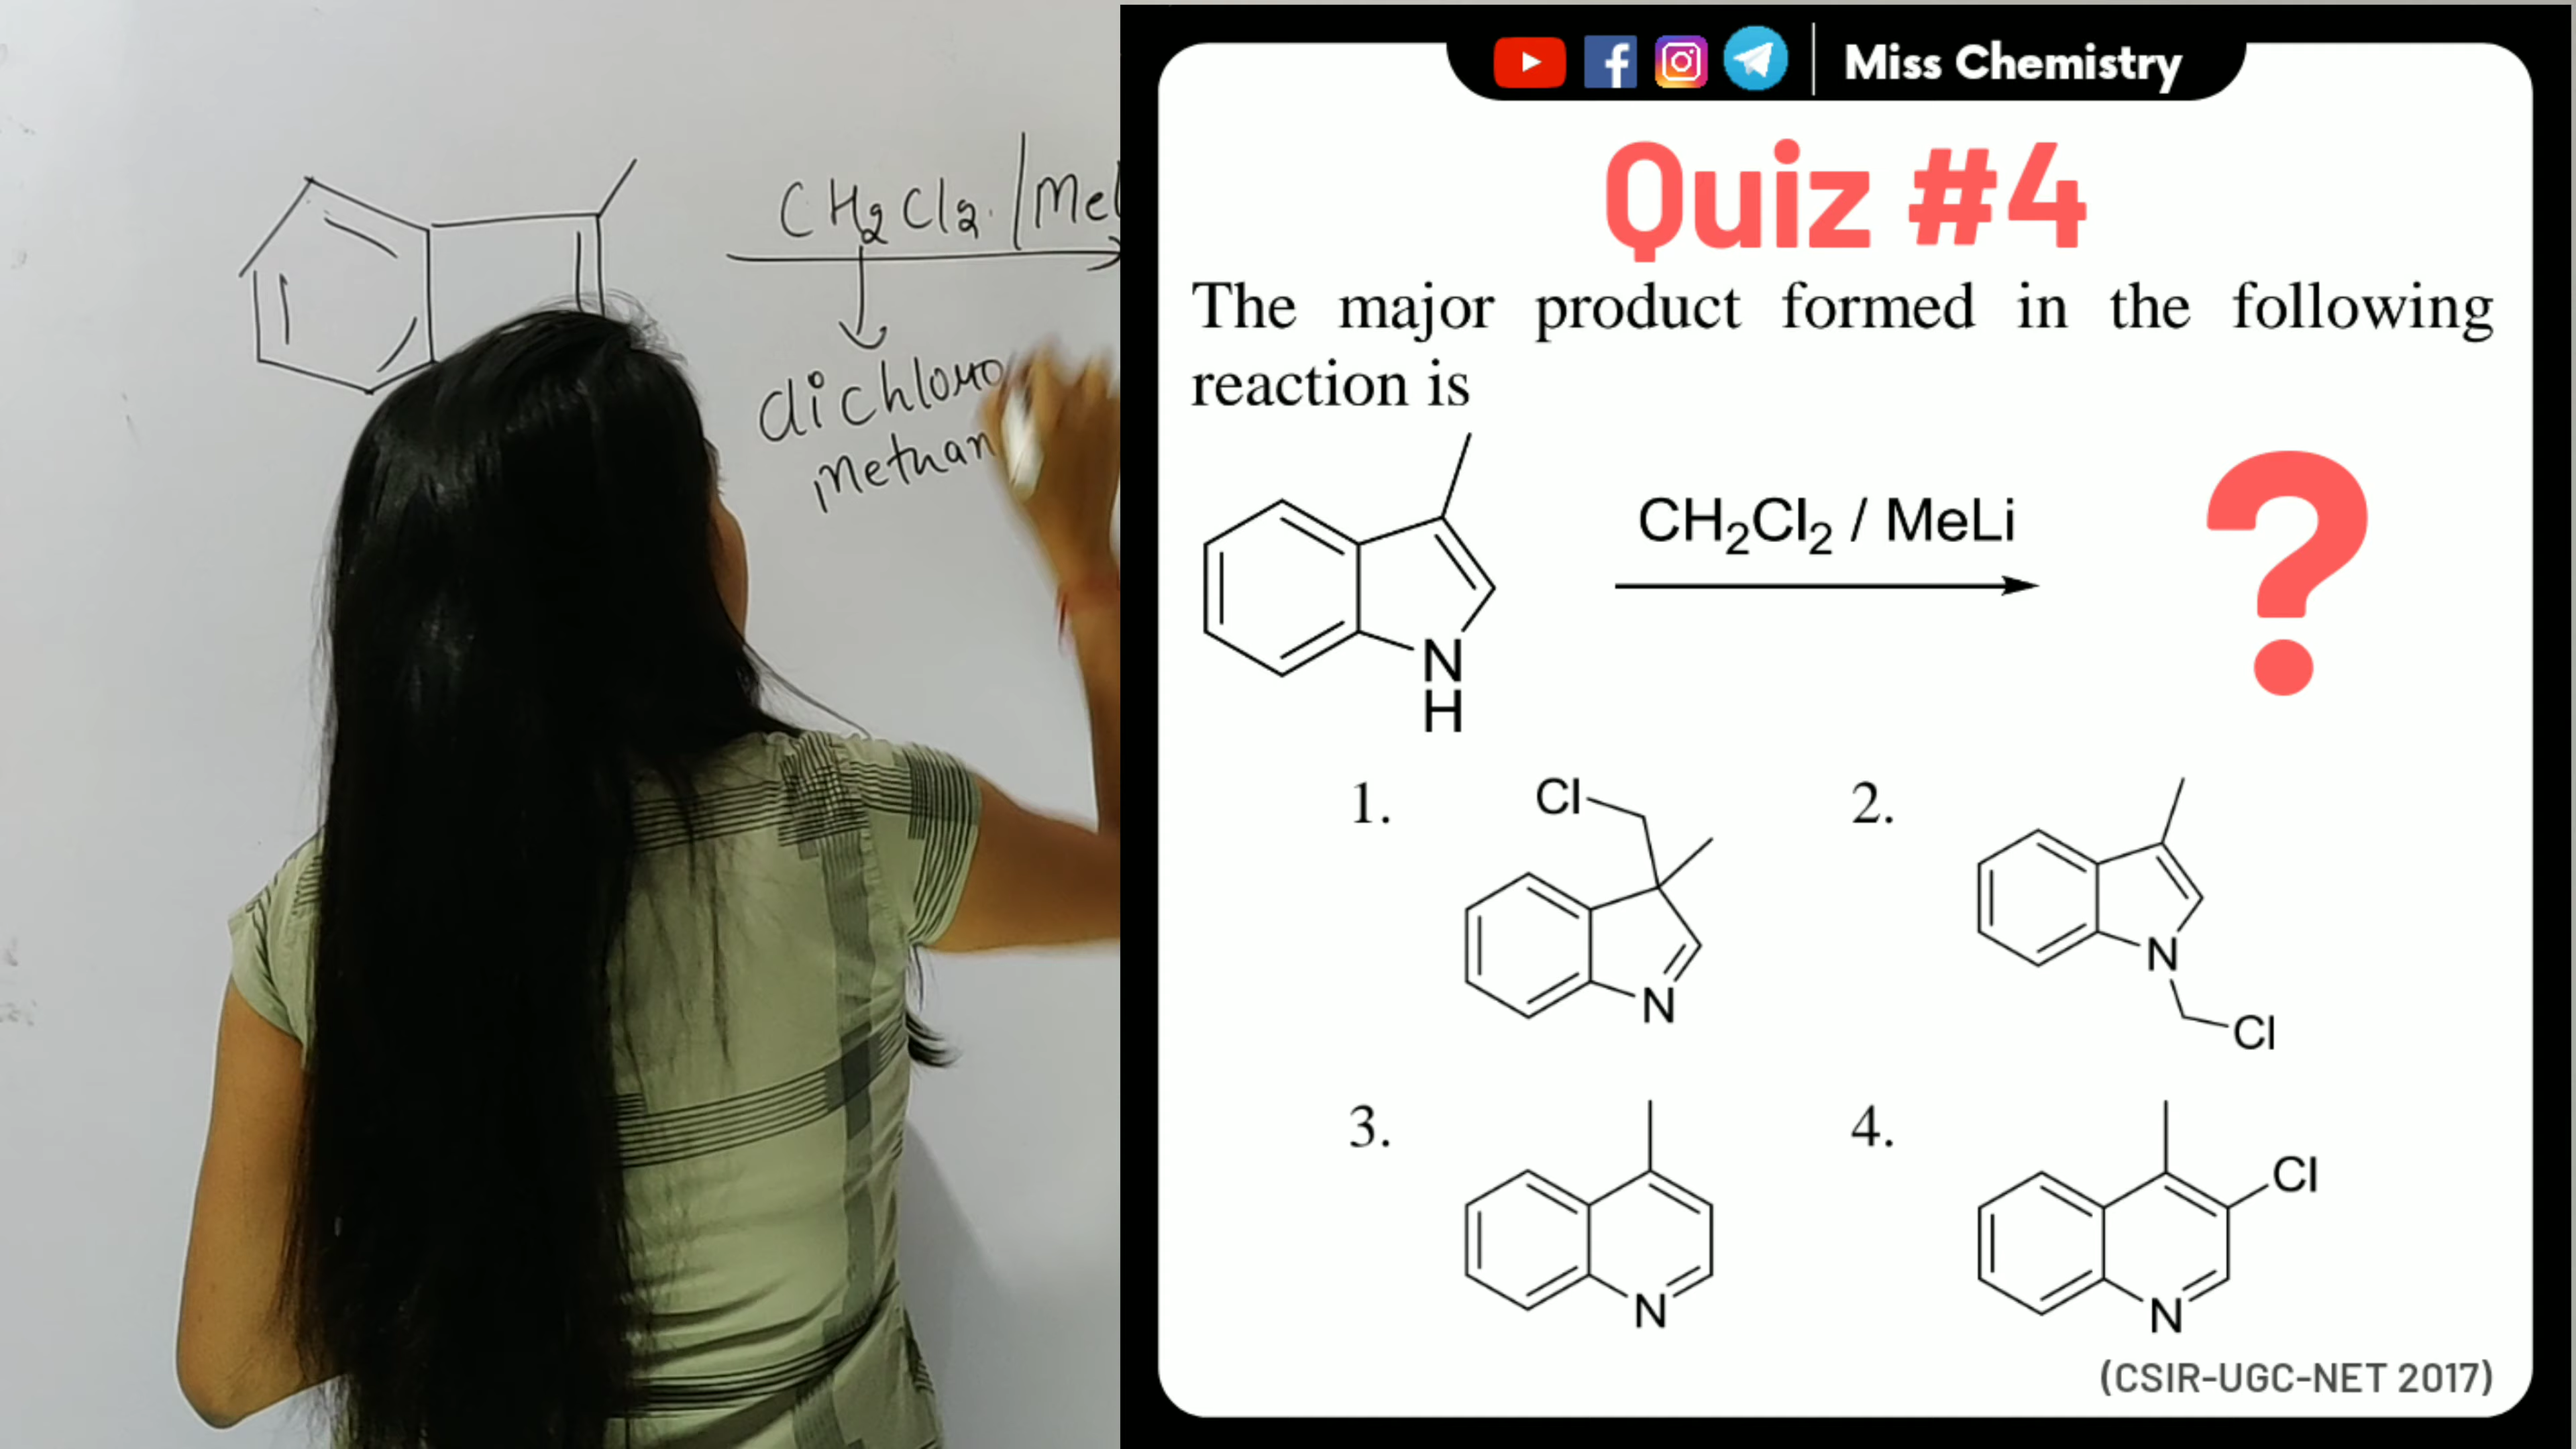 CH2Cl2 / Me
dichloro
methan
Miss Chemistry
Quiz #4
The major product formed in the following
reaction is
CH₂Cl₂ / MeLi
?
N
H
1.
Cl
N
2.
N
Cl
3.
N
4.
Cl
N
(CSIR-UGC-NET 2017)